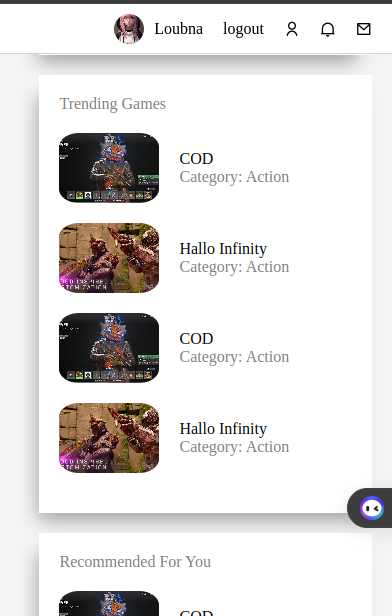 Loubna logout
Trending Games
COD
Category: Action
Hallo Infinity
Category: Action
COD
Category: Action
Hallo Infinity
Category: Action
Recommended For You
COD